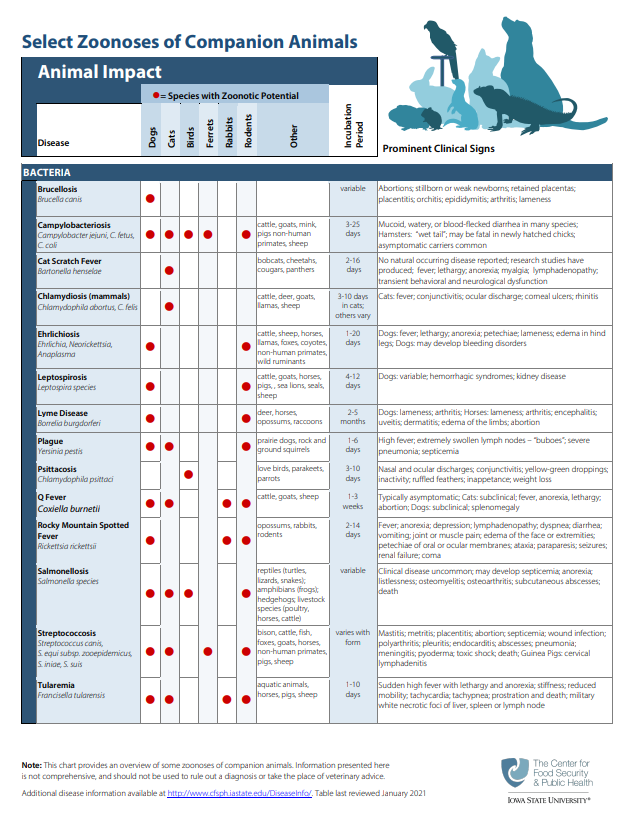 Select Zoonoses of Companion Animals
Animal Impact
= Species with Zoonotic Potential
Disease
Dogs
Cats
Birds
Ferrets
Rabbits
Rodents
Other
Incubation
Period
Prominent Clinical Signs
BACTERIA
Brucellosis
Brucella canis
variable
Abortions; stillborn or weak newborns; retained placentas;
placentitis; orchitis; epididymitis; arthritis; lameness
Campylobacteriosis
Campylobacter jejuni, C. fetus,
C. coli
cattle, goats, mink,
pigs non-human
primates, sheep
3-25
days
Mucoid, watery, or blood-flecked diarrhea in many species;
Hamsters: "wet tail"; may be fatal in newly hatched chicks;
asymptomatic carriers common
Cat Scratch Fever
Bartonella henselae
bobcats, cheetahs,
cougars, panthers
2-16
days
No natural occurring disease reported; research studies have
produced; fever; lethargy; anorexia; myalgia; lymphadenopathy;
transient behavioral and neurological dysfunction
Chlamydiosis (mammals)
Chlamydophila abortus, C. felis
cattle, deer, goats,
llamas, sheep
3-10 days
in cats;
others vary
Cats: fever; conjunctivitis; ocular discharge; corneal ulcers; rhinitis
Ehrlichiosis
Ehrlichia, Neorickettsia,
Anaplasma
cattle, sheep, horses,
llamas, foxes, coyotes,
non-human primates,
wild ruminants
1-20
days
Dogs: fever; lethargy; anorexia; petechiae; lameness; edema in hind
legs; Dogs: may develop bleeding disorders
Leptospirosis
Leptospira species
cattle, goats, horses,
pigs, , sea lions, seals,
sheep
4-12
days
Dogs: variable; hemorrhagic syndromes; kidney disease
Lyme Disease
Borrelia burgdorferi
deer, horses,
opossums, raccoons
2-5
months
Dogs: lameness; arthritis; Horses: lameness; arthritis; encephalitis;
uveitis; dermatitis; edema of the limbs; abortion
Plague
Yersinia pestis
prairie dogs, rock and
ground squirrels
1-6
days
High fever; extremely swollen lymph nodes – "buboes"; severe
pneumonia; septicemia
Psittacosis
Chlamydophila psittaci
love birds, parakeets,
parrots
3-10
days
Nasal and ocular discharges; conjunctivitis; yellow-green droppings;
inactivity; ruffled feathers; inappetence; weight loss
Q Fever
Coxiella burnetii
cattle, goats, sheep
1-3
weeks
Typically asymptomatic; Cats: subclinical; fever, anorexia, lethargy;
abortion; Dogs: subclinical; splenomegaly
Rocky Mountain Spotted
Fever
Rickettsia rickettsii
opossums, rabbits,
rodents
2-14
days
Fever; anorexia; depression; lymphadenopathy; dyspnea; diarrhea;
vomiting; joint or muscle pain; edema of the face or extremities;
petechiae of oral or ocular membranes; ataxia; paraparesis; seizures;
renal failure; coma
Salmonellosis
Salmonella species
reptiles (turtles,
lizards, snakes);
amphibians (frogs);
hedgehogs; livestock
species (poultry,
horses, cattle)
variable
Clinical disease uncommon; may develop septicemia; anorexia;
listlessness; osteomyelitis; osteoarthritis; subcutaneous abscesses;
death
Streptococcosis
Streptococcus canis,
S. equi subsp. zooepidemicus,
S. iniae, S. suis
bison, cattle, fish,
foxes, goats, horses,
non-human primates,
pigs, sheep
varies with
form
Mastitis; metritis; placentitis; abortion; septicemia; wound infection;
polyarthritis; pleuritis; endocarditis; abscesses; pneumonia;
meningitis; pyoderma; toxic shock; death; Guinea Pigs: cervical
lymphadenitis
Tularemia
Francisella tularensis
aquatic animals,
horses, pigs, sheep
1-10
days
Sudden high fever with lethargy and anorexia; stiffness; reduced
mobility; tachycardia; tachypnea; prostration and death; military
white necrotic foci of liver, spleen or lymph node
Note: This chart provides an overview of some zoonoses of companion animals. Information presented here
is not comprehensive, and should not be used to rule out a diagnosis or take the place of veterinary advice.
Additional disease information available at http://www.cfsph.iastate.edu/DiseaseInfo/. Table last reviewed January 2021
The Center for
Food Security
& Public Health
IOWA STATE UNIVERSITY®